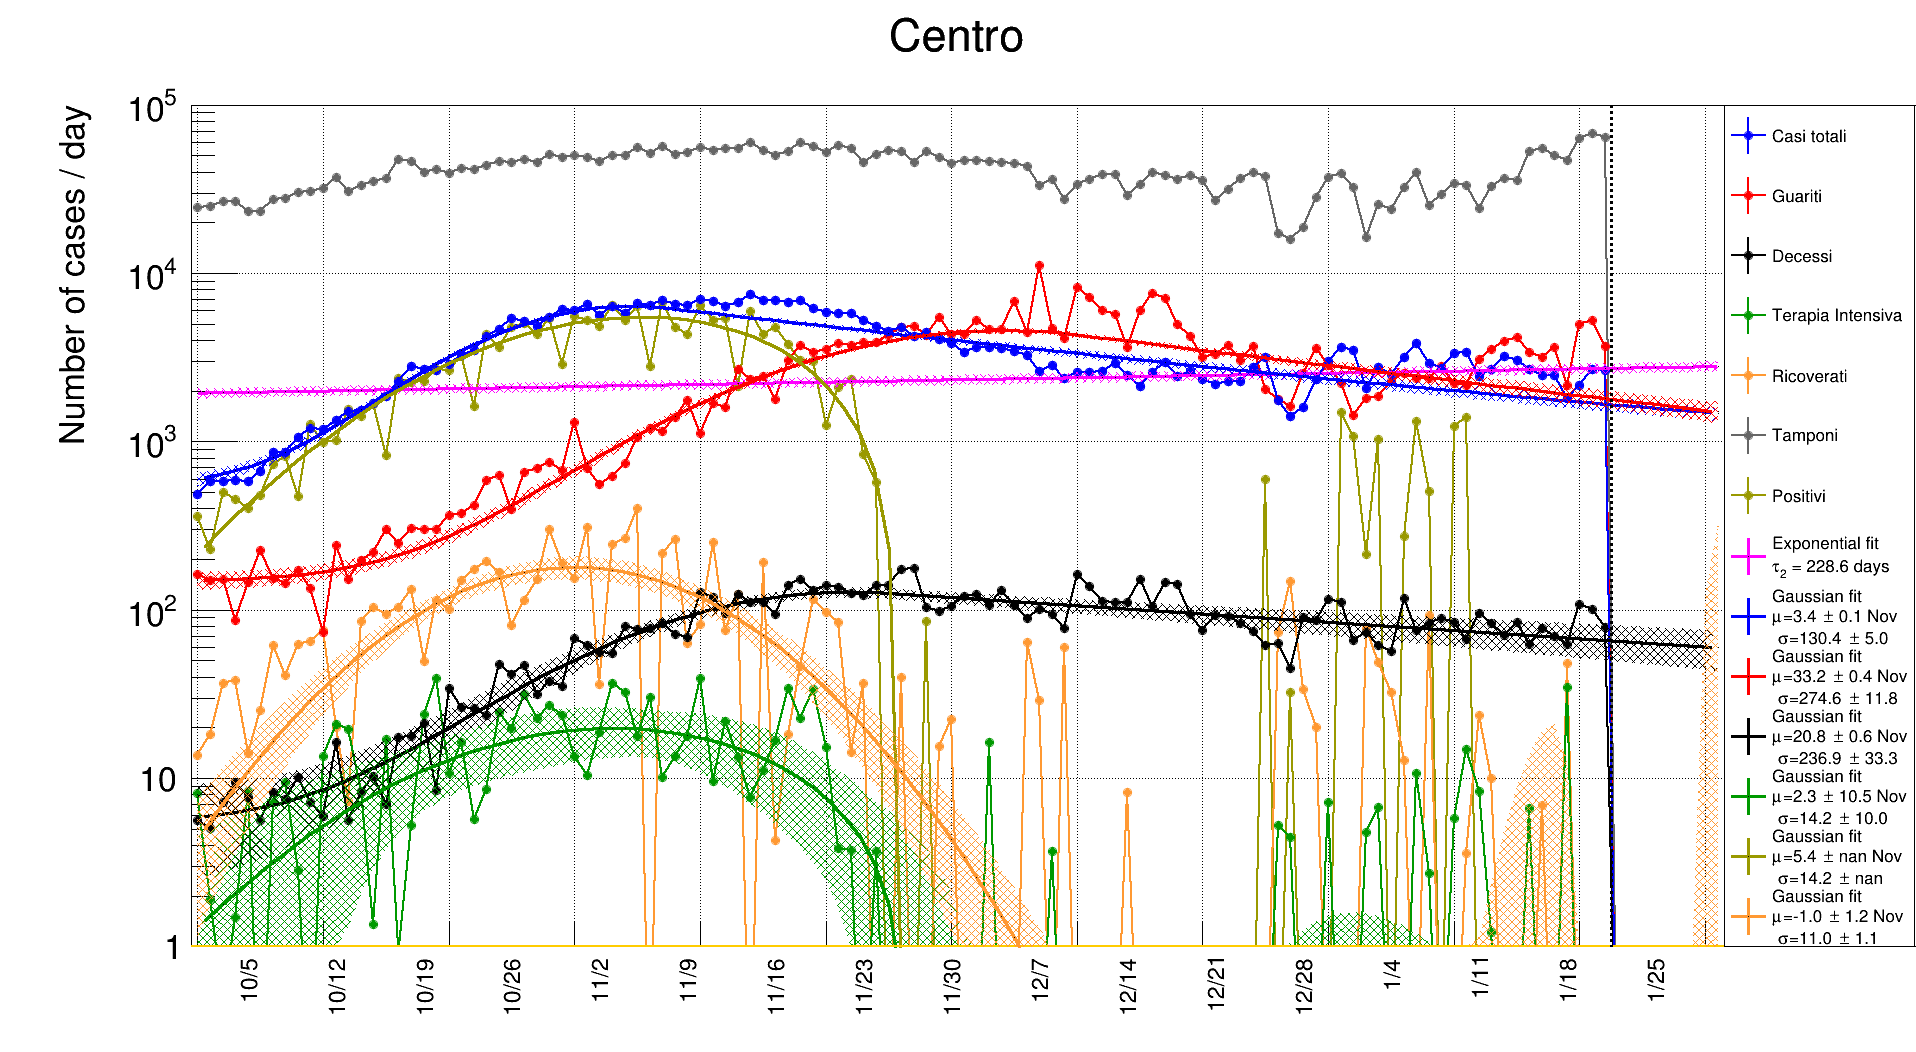 Centro
Number of cases / day
10^5
10^4
10^3
10^2
10
1
10/5
10/12
10/19
10/26
11/2
11/9
11/16
11/23
11/30
12/7
12/14
12/21
12/28
1/4
1/11
1/18
1/25
Casi totali
Guariti
Decessi
Terapia Intensiva
Ricoverati
Tamponi
Positivi
Exponential fit
τ₂ = 228.6 days
Gaussian fit
μ=3.4 ± 0.1 Nov
σ=130.4 ± 5.0
Gaussian fit
μ=33.2 ± 0.4 Nov
σ=274.6 ± 11.8
Gaussian fit
μ=20.8 ± 0.6 Nov
σ=236.9 ± 33.3
Gaussian fit
μ=2.3 ± 10.5 Nov
σ=14.2 ± 10.0
Gaussian fit
μ=5.4 ± nan Nov
σ=14.2 ± nan
Gaussian fit
μ=-1.0 ± 1.2 Nov
σ=11.0 ± 1.1